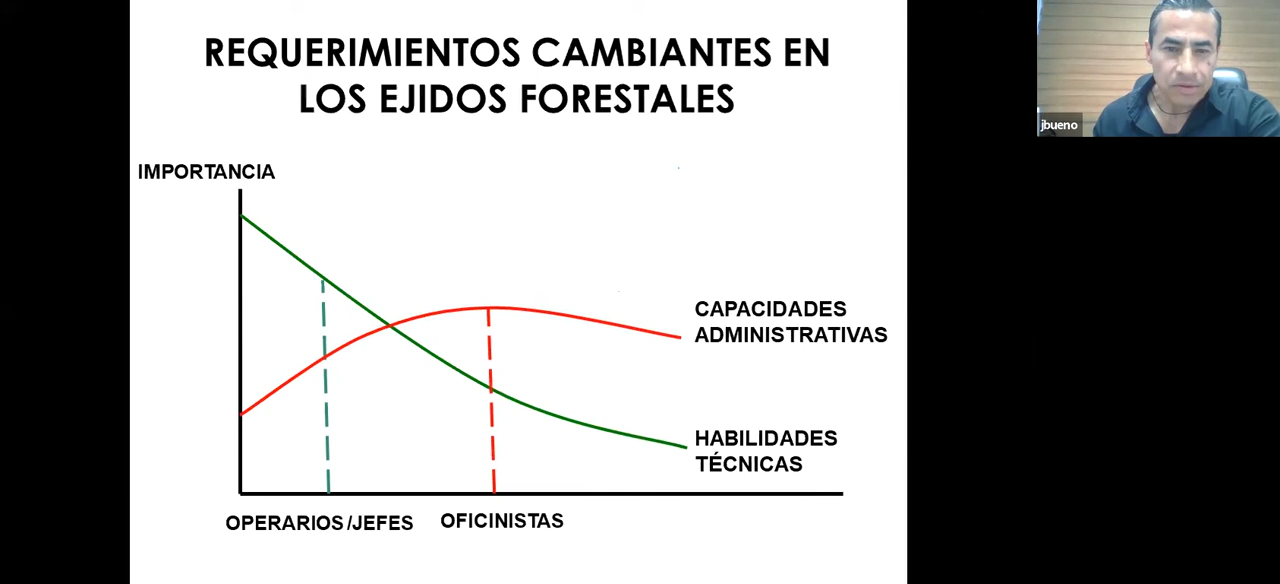 REQUERIMIENTOS CAMBIANTES EN
LOS EJIDOS FORESTALES
jbueno
IMPORTANCIA
CAPACIDADES
ADMINISTRATIVAS
HABILIDADES
TÉCNICAS
OPERARIOS/JEFES
OFICINISTAS